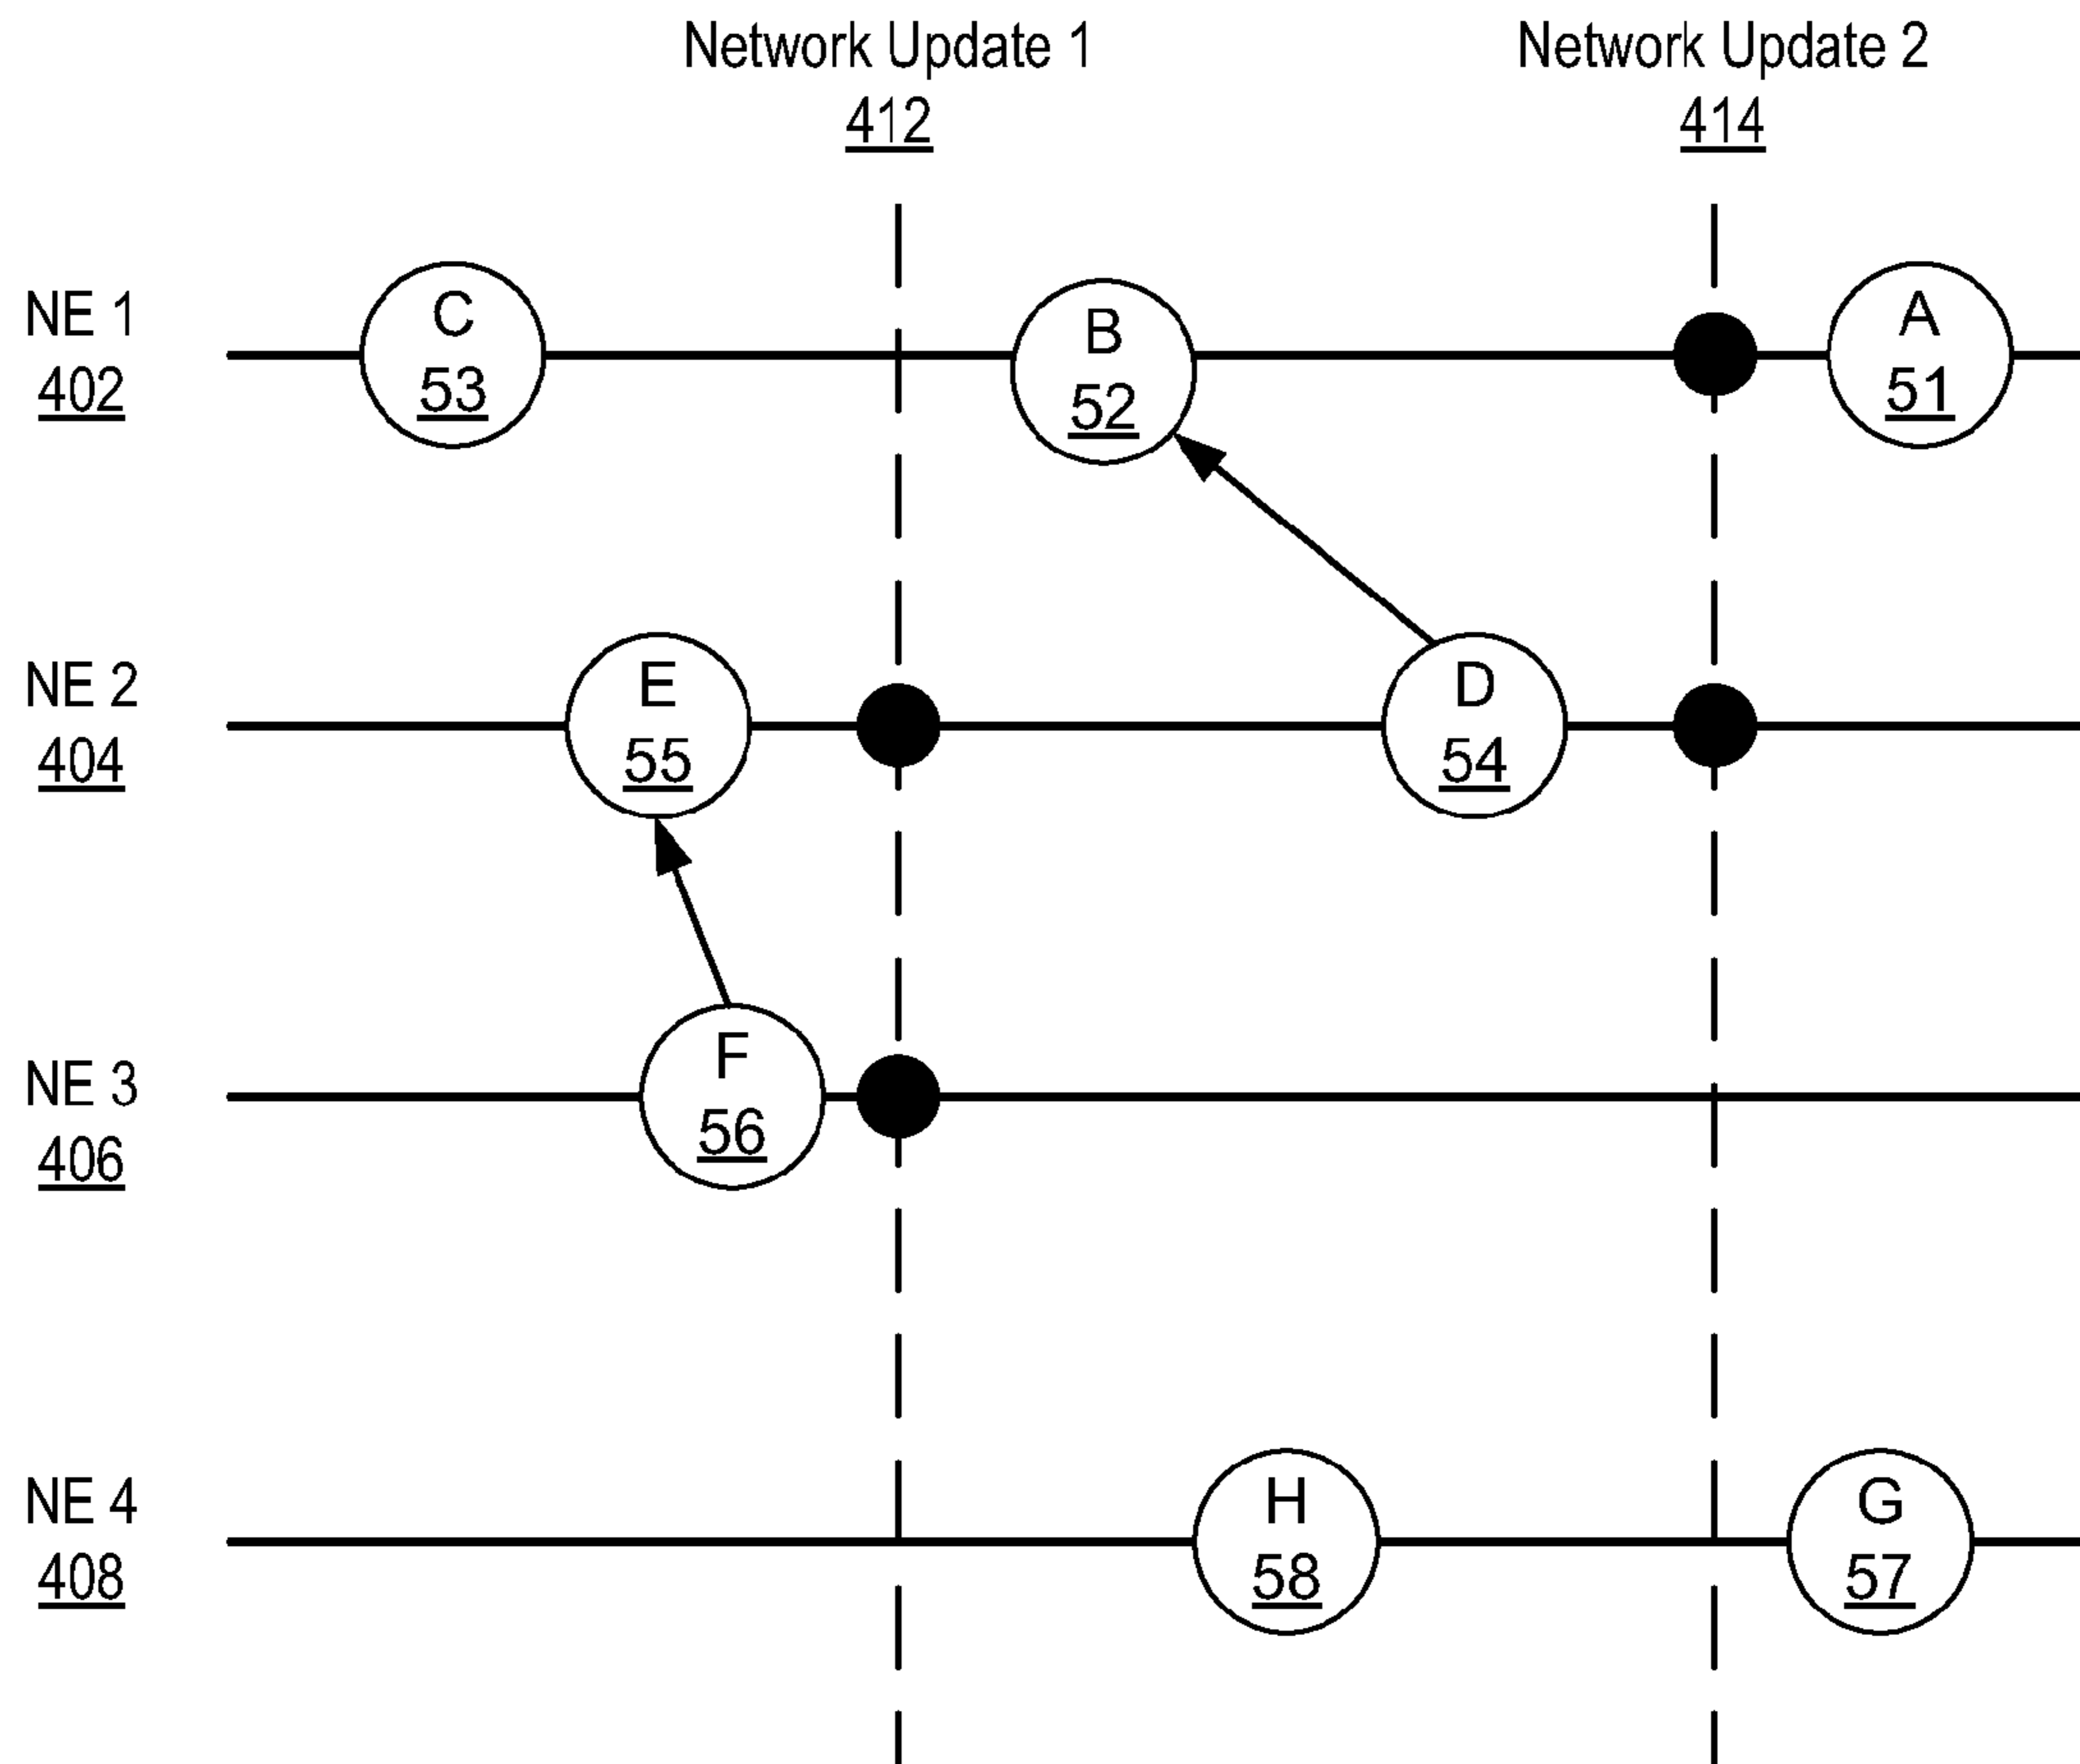 Network Update 1
412
Network Update 2
414
NE 1
402
C
53
B
52
A
51
NE 2
404
E
55
D
54
NE 3
406
F
56
NE 4
408
H
58
G
57